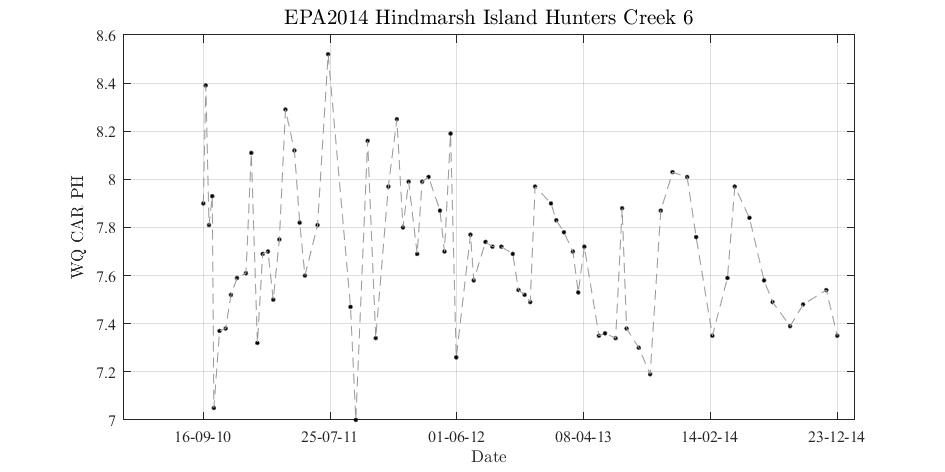 EPA2014 Hindmarsh Island Hunters Creek 6
WQ CAR PH
8.6
8.4
8.2
8
7.8
7.6
7.4
7.2
7
16-09-10 25-07-11 01-06-12 08-04-13 14-02-14 23-12-14
Date